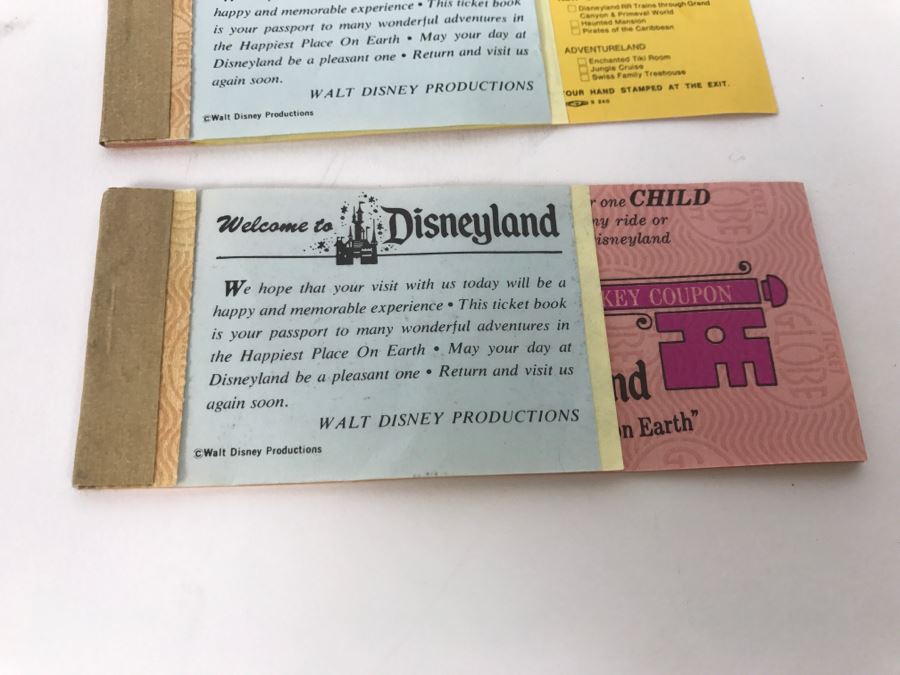 happy and memorable experience • This ticket book
is your passport to many wonderful adventures in
the Happiest Place On Earth • May your day at
Disneyland be a pleasant one • Return and visit us
again soon.
WALT DISNEY PRODUCTIONS
©Walt Disney Productions
Disneyland RR Trains through Grand
Canyon & Primeval World
Haunted Mansion
Pirates of the Caribbean
ADVENTURELAND
Enchanted Tiki Room
Jungle Cruise
Swiss Family Treehouse
OUR HAND STAMPED AT THE EXIT.
Welcome to Disneyland
We hope that your visit with us today will be a
happy and memorable experience • This ticket book
is your passport to many wonderful adventures in
the Happiest Place On Earth • May your day at
Disneyland be a pleasant one • Return and visit us
again soon.
WALT DISNEY PRODUCTIONS
©Walt Disney Productions
r one CHILD
ny ride or
isneyland
KEY COUPON
nd
on Earth"